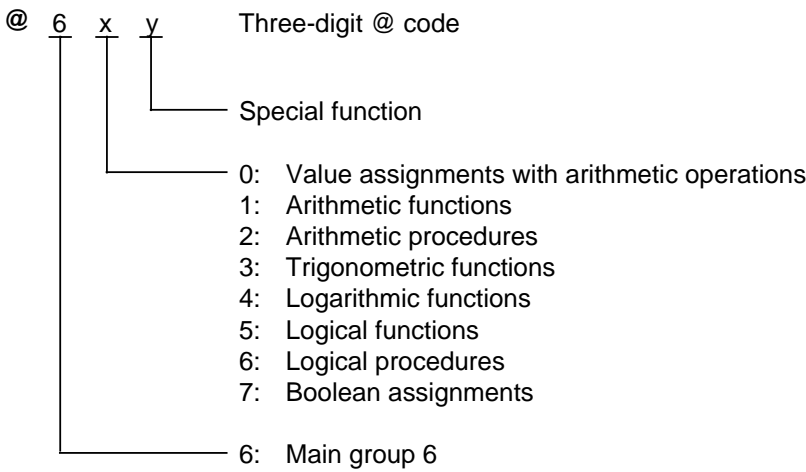 @ 6 x y Three-digit @ code
Special function
0: Value assignments with arithmetic operations
1: Arithmetic functions
2: Arithmetic procedures
3: Trigonometric functions
4: Logarithmic functions
5: Logical functions
6: Logical procedures
7: Boolean assignments
6: Main group 6